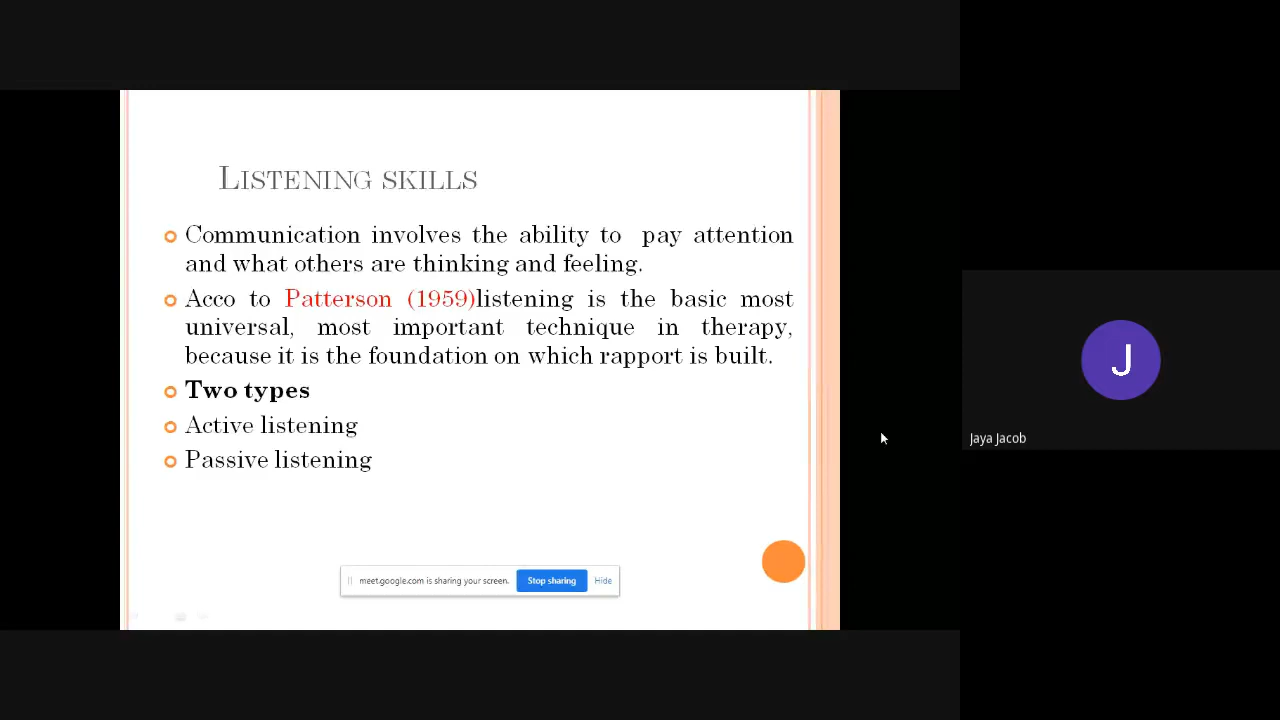 LISTENING SKILLS
Communication involves the ability to pay attention
and what others are thinking and feeling.
Acco to Patterson (1959)listening is the basic most
universal, most important technique in therapy,
because it is the foundation on which rapport is built.
Two types
Active listening
Passive listening
meet.google.com is sharing your screen. Stop sharing Hide
J
Jaya Jacob